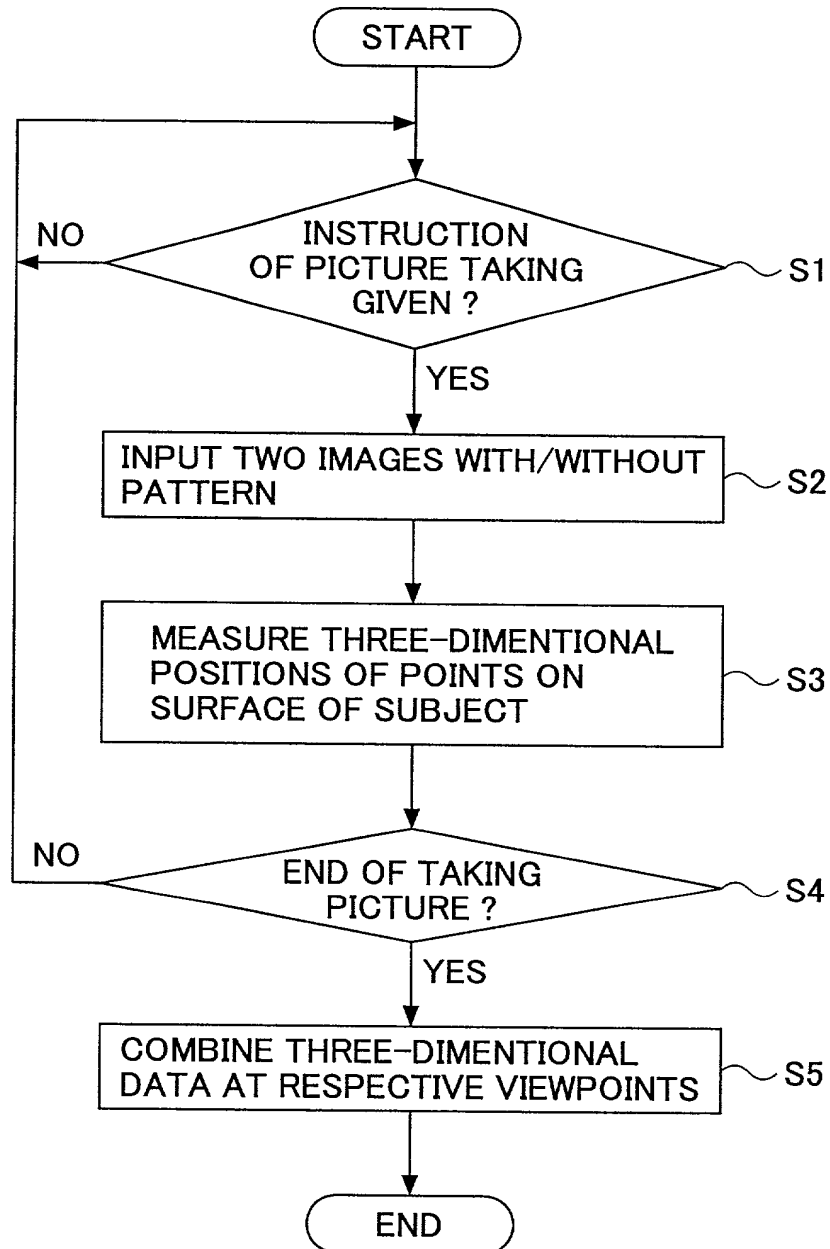 START
NO
INSTRUCTION
OF PICTURE TAKING
GIVEN ?
S1
YES
INPUT TWO IMAGES WITH/WITHOUT
PATTERN
S2
MEASURE THREE-DIMENTIONAL
POSITIONS OF POINTS ON
SURFACE OF SUBJECT
S3
NO
END OF TAKING
PICTURE ?
S4
YES
COMBINE THREE-DIMENTIONAL
DATA AT RESPECTIVE VIEWPOINTS
S5
END